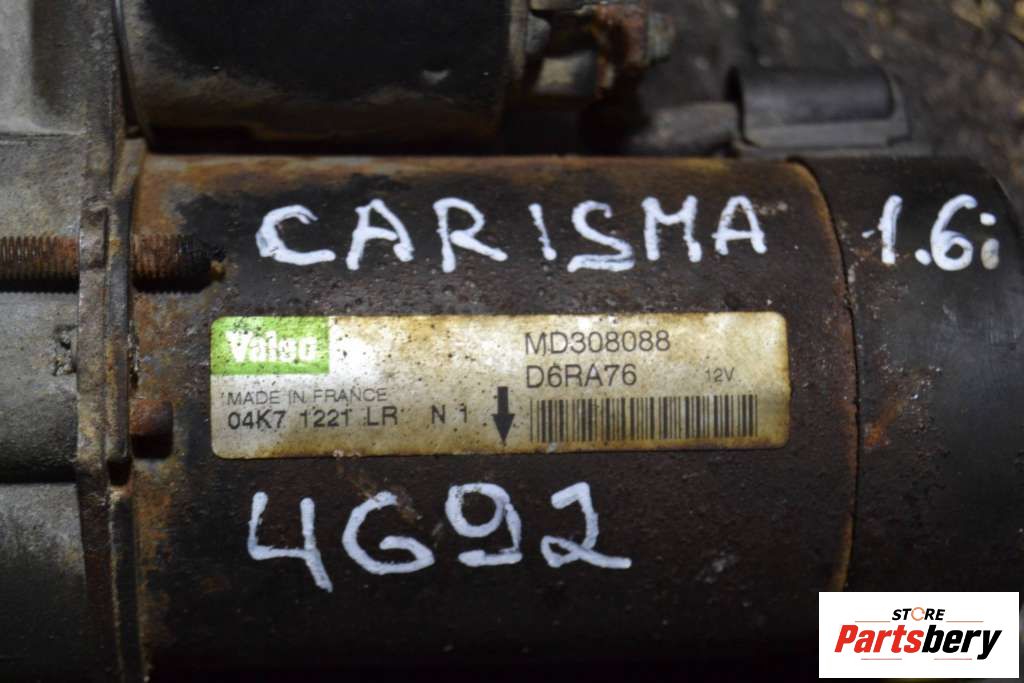 CARISMA 1.6i
Valeo MD308088
D6RA76 12V
MADE IN FRANCE
04K7 1221 LR N 1
4G92
STORE
Partsbery